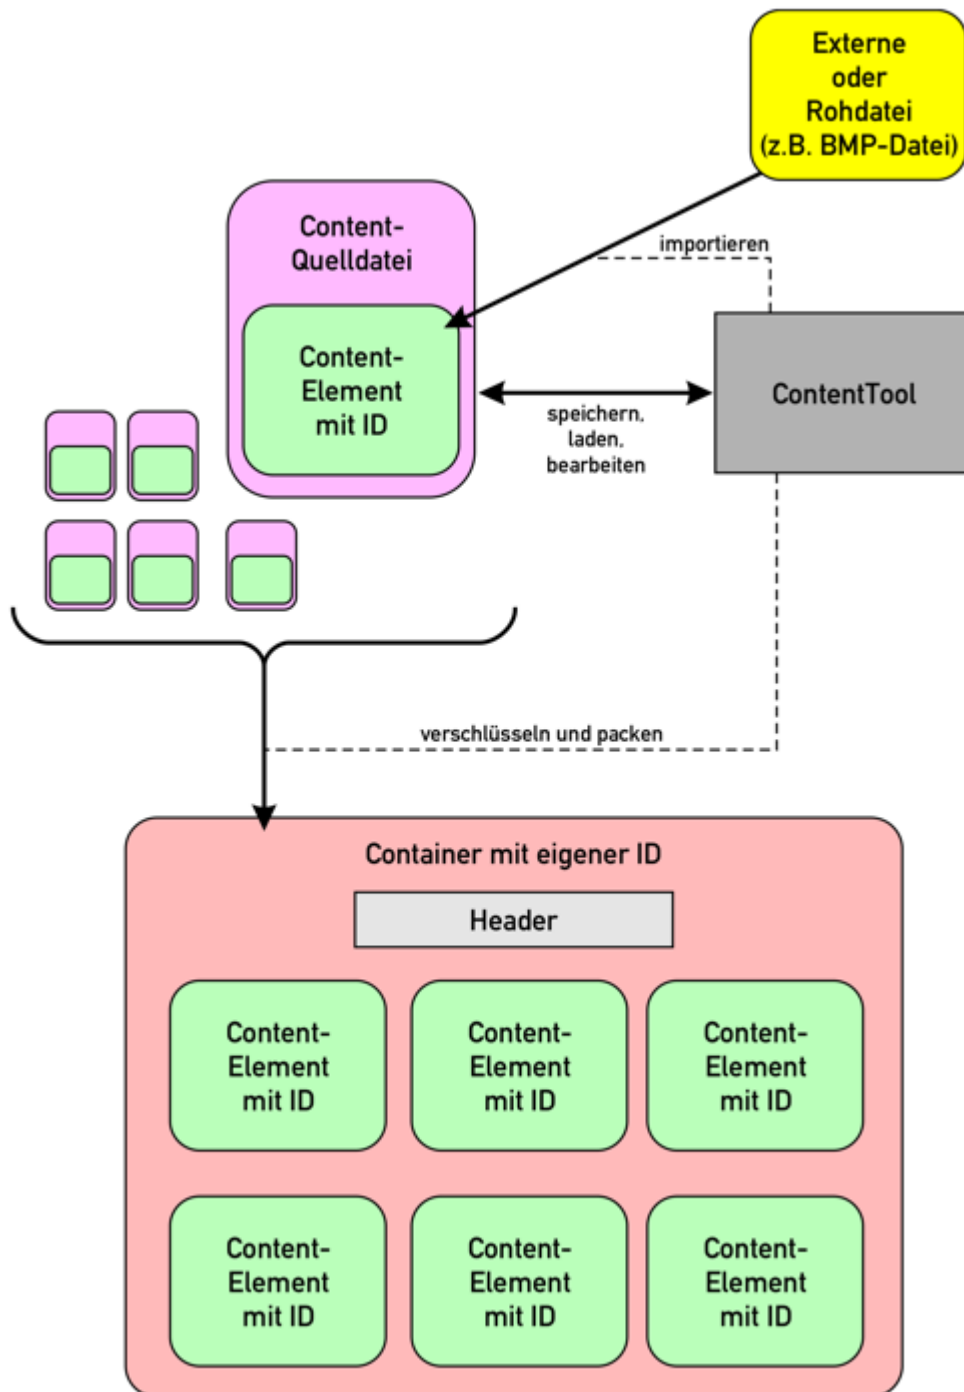 Externe
oder
Rohdatei
(z.B. BMP-Datei)
importieren
Content-
Quelldatei
Content-
Element
mit ID
ContentTool
speichern,
laden,
bearbeiten
verschlüsseln und packen
Container mit eigener ID
Header
Content-
Element
mit ID
Content-
Element
mit ID
Content-
Element
mit ID
Content-
Element
mit ID
Content-
Element
mit ID
Content-
Element
mit ID